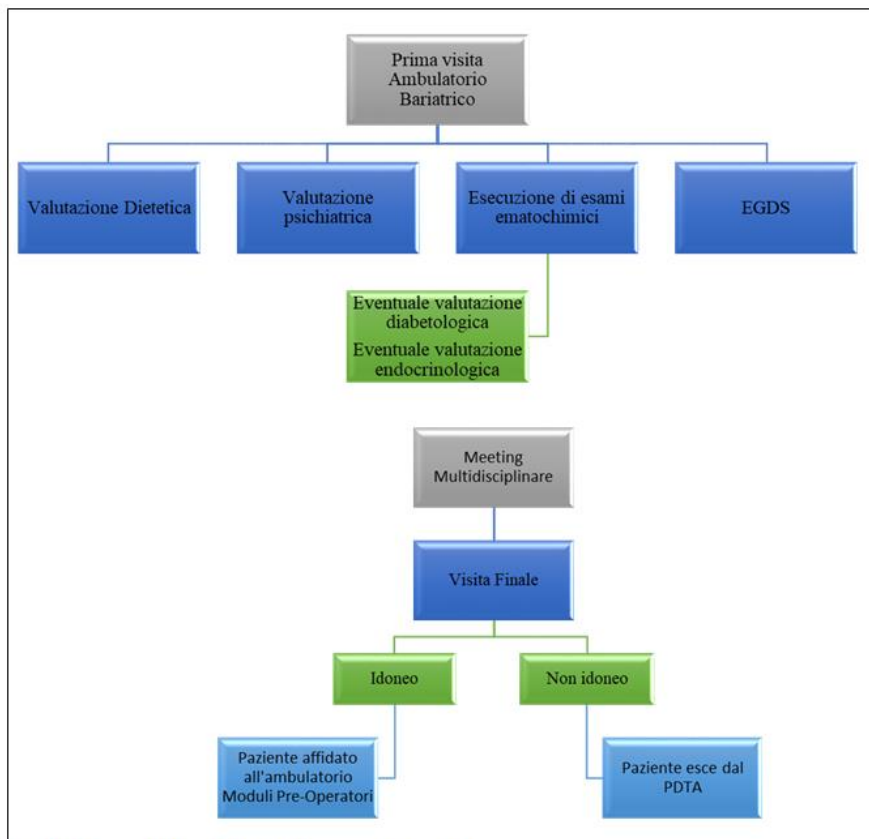 Prima visita
Ambulatorio
Bariatrico
Valutazione Dietetica
Valutazione
psichiatrica
Esecuzione di esami
ematochimici
EGDS
Eventuale valutazione
diabetologica
Eventuale valutazione
endocrinologica
Meeting
Multidisciplinare
Visita Finale
Idoneo
Non idoneo
Paziente affidato
all'ambulatorio
Moduli Pre-Operatori
Paziente esce dal
PDTA